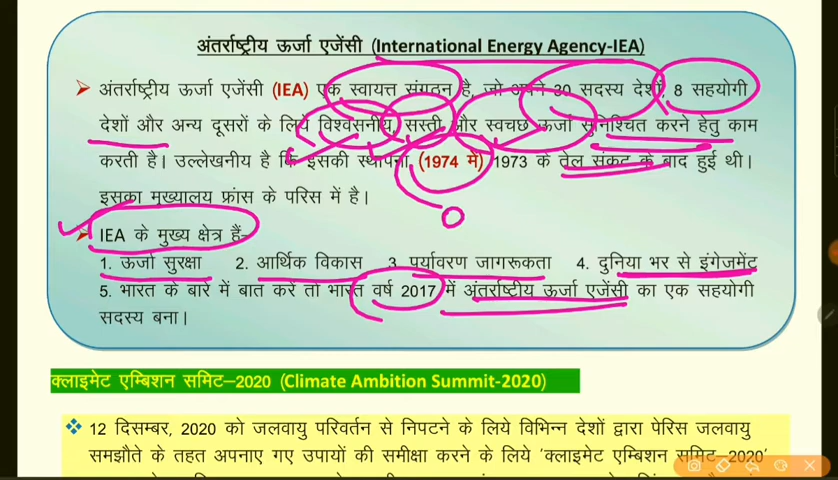 अंतर्राष्ट्रीय ऊर्जा एजेंसी (International Energy Agency-IEA)
➤ अंतर्राष्ट्रीय ऊर्जा एजेंसी (IEA) एक स्वायत्त संगठन है, जो अपने 30 सदस्य देशों, 8 सहयोगी
देशों और अन्य दूसरों के लिये विश्वसनीय, सस्ती और स्वच्छ ऊर्जा सुनिश्चित करने हेतु काम
करती है। उल्लेखनीय है कि इसकी स्थापना (1974 में) 1973 के तेल संकट के बाद हुई थी।
इसका मुख्यालय फ्रांस के परिस में है।
➤ IEA के मुख्य क्षेत्र हैं-
1. ऊर्जा सुरक्षा 2. आर्थिक विकास 3. पर्यावरण जागरूकता 4. दुनिया भर से इंगेजमेंट
5. भारत के बारे में बात करें तो भारत वर्ष 2017 में अंतर्राष्टीय ऊर्जा एजेंसी का एक सहयोगी
सदस्य बना।
क्लाइमेट एम्बिशन समिट–2020 (Climate Ambition Summit-2020)
❖ 12 दिसम्बर, 2020 को जलवायु परिवर्तन से निपटने के लिये विभिन्न देशों द्वारा पेरिस जलवायु
समझौते के तहत अपनाए गए उपायों की समीक्षा करने के लिये ‘क्लाइमेट एम्बिशन समिट–2020’